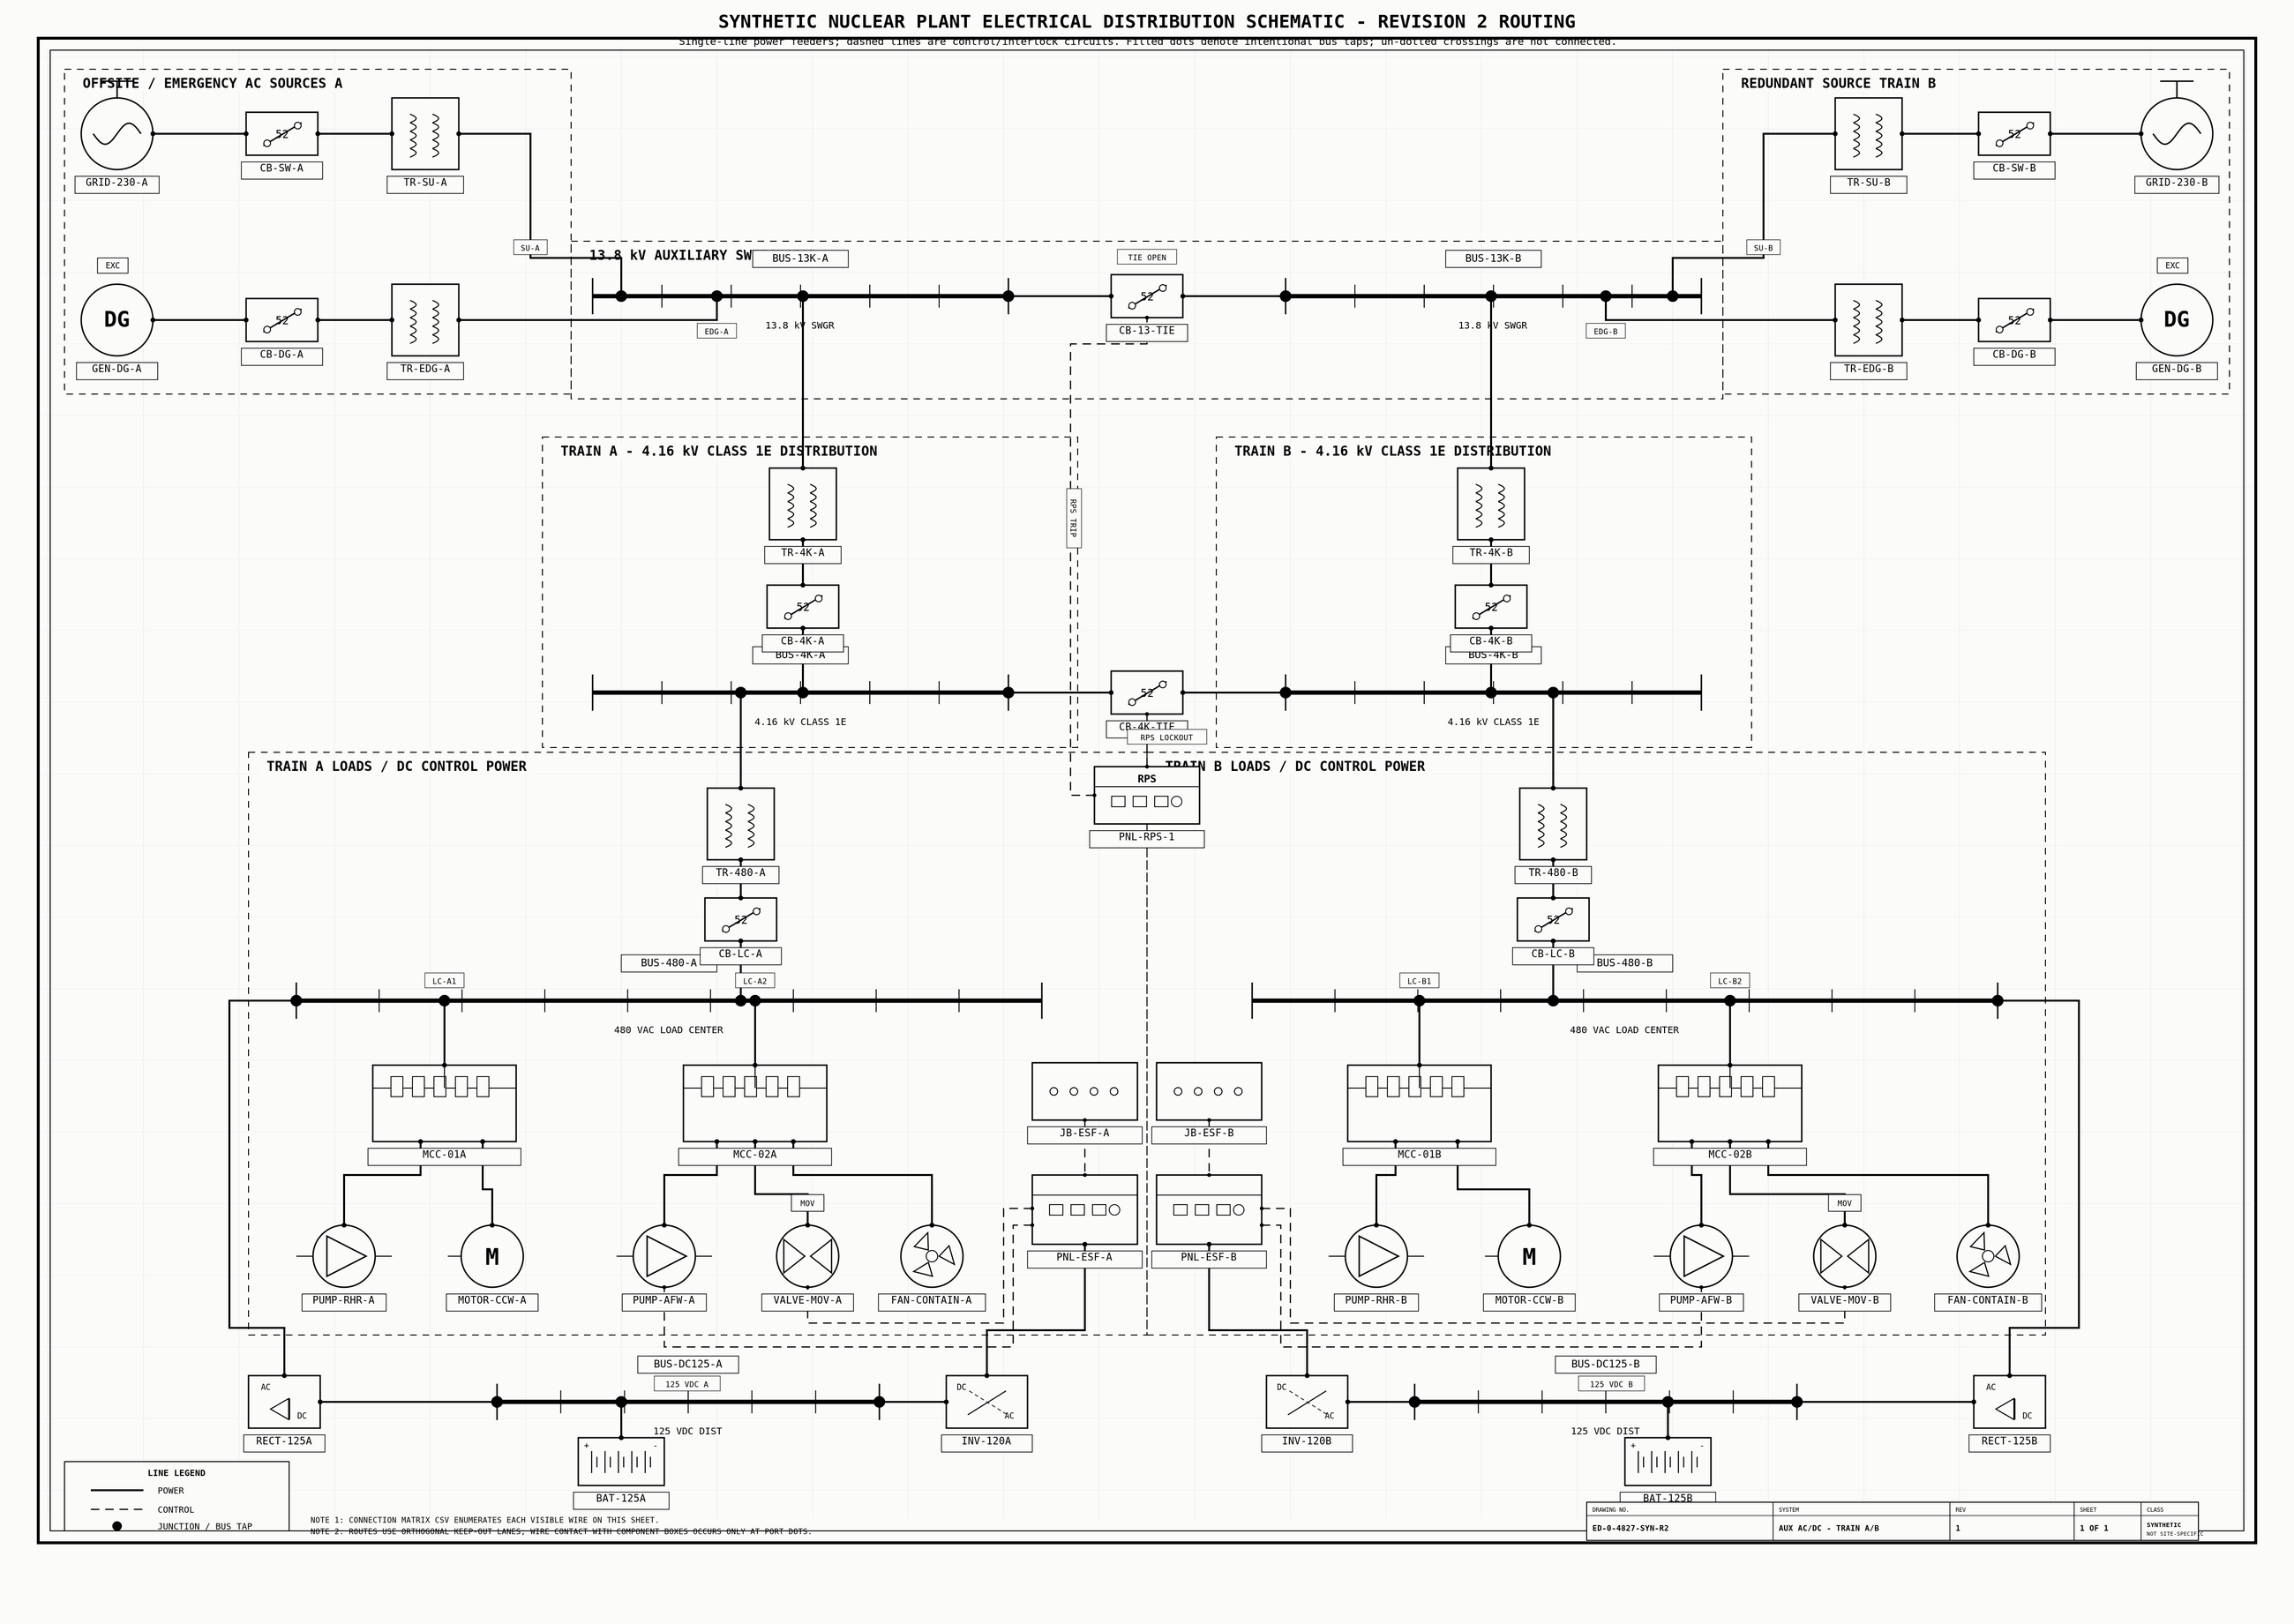 SYNTHETIC NUCLEAR PLANT ELECTRICAL DISTRIBUTION SCHEMATIC - REVISION 2 ROUTING
Single-line power feeders; dashed lines are control/interlock circuits. Filled dots denote intentional bus taps; un-dotted crossings are not connected.
OFFSITE / EMERGENCY AC SOURCES A
REDUNDANT SOURCE TRAIN B
52
52
CB-SW-A
CB-SW-B
GRID-230-A
TR-SU-A
TR-SU-B
GRID-230-B
SU-A
SU-B
13.8 kV AUXILIARY SW
BUS-13K-A
TIE OPEN
BUS-13K-B
EXC
EXC
52
DG
52
52
DG
13.8 kV SWGR
13.8 kV SWGR
EDG-A
CB-13-TIE
EDG-B
CB-DG-A
CB-DG-B
GEN-DG-A
TR-EDG-A
TR-EDG-B
GEN-DG-B
TRAIN A - 4.16 kV CLASS 1E DISTRIBUTION
TRAIN B - 4.16 kV CLASS 1E DISTRIBUTION
RPS TRIP
TR-4K-A
TR-4K-B
52
52
CB-4K-A
CB-4K-B
BUS-4K-A
BUS-4K-B
52
4.16 kV CLASS 1E
4.16 kV CLASS 1E
CB-4K-TIE
RPS LOCKOUT
TRAIN A LOADS / DC CONTROL POWER
TRAIN B LOADS / DC CONTROL POWER
RPS
PNL-RPS-1
TR-480-A
TR-480-B
52
52
CB-LC-A
CB-LC-B
BUS-480-A
BUS-480-B
LC-A1
LC-A2
LC-B1
LC-B2
480 VAC LOAD CENTER
480 VAC LOAD CENTER
JB-ESF-A
JB-ESF-B
MCC-01A
MCC-02A
MCC-01B
MCC-02B
MOV
MOV
M
M
PNL-ESF-A
PNL-ESF-B
PUMP-RHR-A
MOTOR-CCW-A
PUMP-AFW-A
VALVE-MOV-A
FAN-CONTAIN-A
PUMP-RHR-B
MOTOR-CCW-B
PUMP-AFW-B
VALVE-MOV-B
FAN-CONTAIN-B
BUS-DC125-A
BUS-DC125-B
125 VDC A
125 VDC B
AC
DC
DC
AC
DC
AC
AC
DC
125 VDC DIST
125 VDC DIST
RECT-125A
INV-120A
INV-120B
RECT-125B
+ -
+ -
BAT-125A
BAT-125B
LINE LEGEND
POWER
CONTROL
JUNCTION / BUS TAP
NOTE 1: CONNECTION MATRIX CSV ENUMERATES EACH VISIBLE WIRE ON THIS SHEET.
NOTE 2: ROUTES USE ORTHOGONAL KEEP-OUT LANES; WIRE CONTACT WITH COMPONENT BOXES OCCURS ONLY AT PORT DOTS.
DRAWING NO.
SYSTEM
REV
SHEET
CLASS
ED-0-4827-SYN-R2
AUX AC/DC - TRAIN A/B
1
1 OF 1
SYNTHETIC
NOT SITE-SPECIFIC